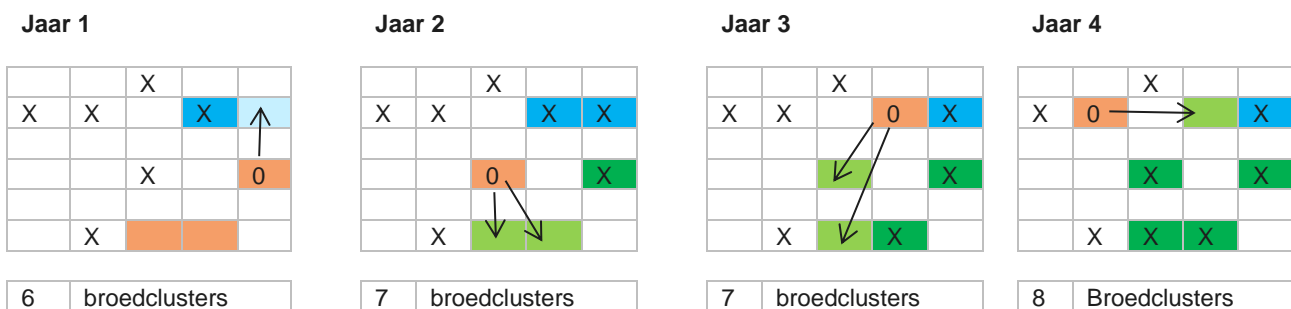 Jaar 1
X
X X X
X 0
X
6 broedclusters
Jaar 2
X
X X X X
0 X
X
7 broedclusters
Jaar 3
X
X X 0 X
X
X X
7 broedclusters
Jaar 4
X
X 0 X
X X
X X X
8 Broedclusters